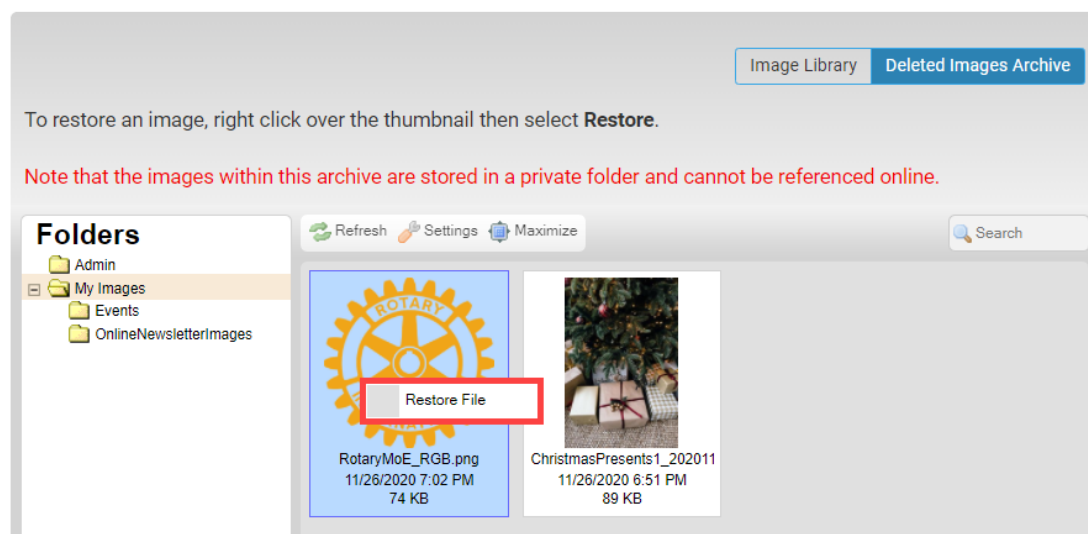 Image Library Deleted Images Archive
To restore an image, right click over the thumbnail then select Restore.
Note that the images within this archive are stored in a private folder and cannot be referenced online.
Folders
Admin
My Images
Events
OnlineNewsletterImages
Refresh Settings Maximize
Search
ROTARY
Restore File
RotaryMoE_RGB.png
11/26/2020 7:02 PM
74 KB
ChristmasPresents1_202011
11/26/2020 6:51 PM
89 KB